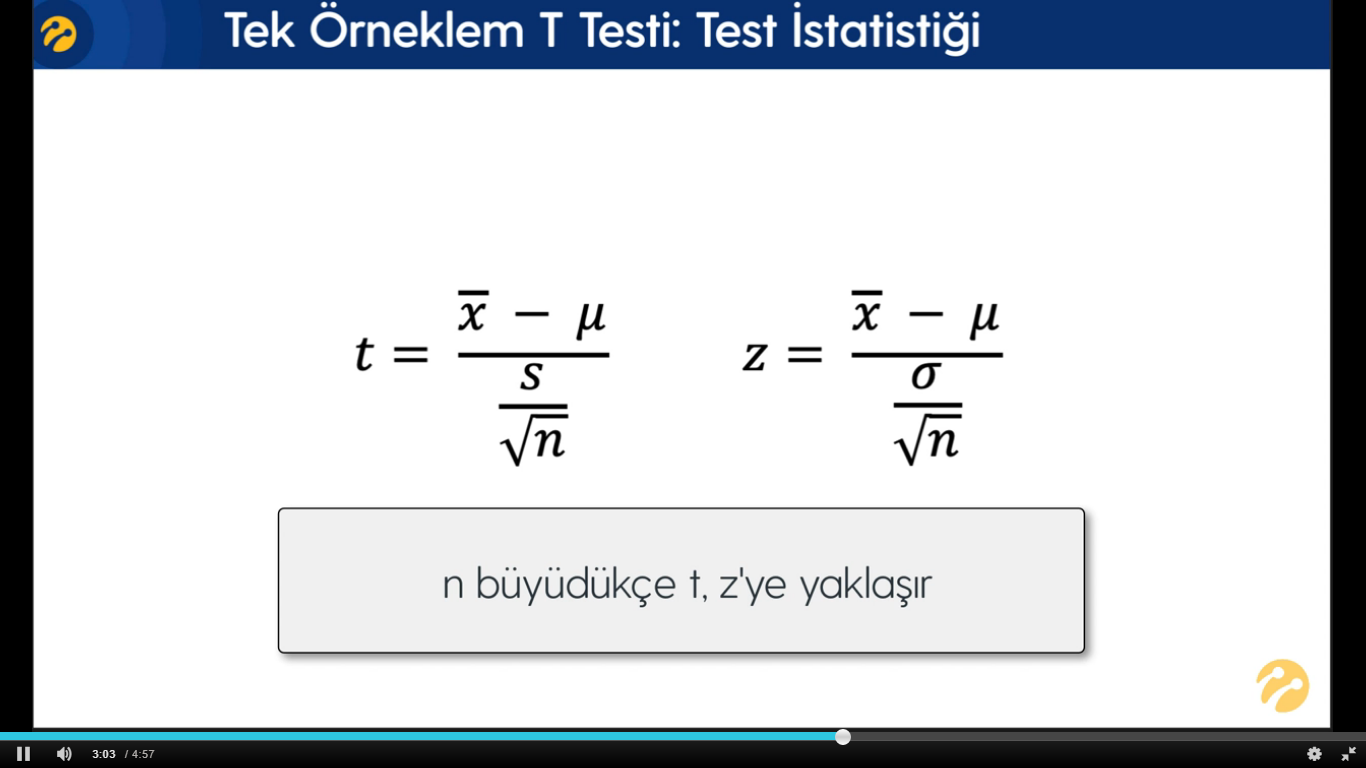 Tek Örneklem T Testi: Test İstatistiği
t = (x̅ − μ) / (s / √n)
z = (x̅ − μ) / (σ / √n)
n büyüdükçe t, z'ye yaklaşır
3:03 / 4:57